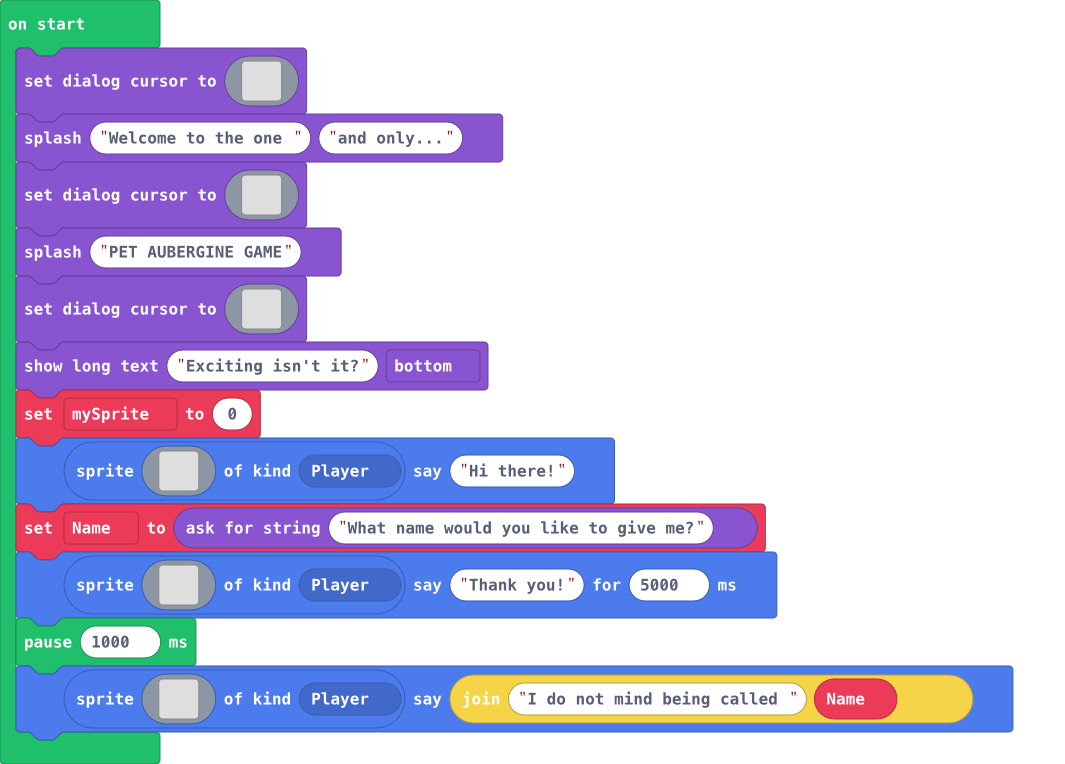 on start
set dialog cursor to
splash "Welcome to the one " "and only..."
set dialog cursor to
splash "PET AUBERGINE GAME"
set dialog cursor to
show long text "Exciting isn't it?" bottom
set mySprite to 0
sprite of kind Player say "Hi there!"
set Name to ask for string "What name would you like to give me?"
sprite of kind Player say "Thank you!" for 5000 ms
pause 1000 ms
sprite of kind Player say join "I do not mind being called " Name